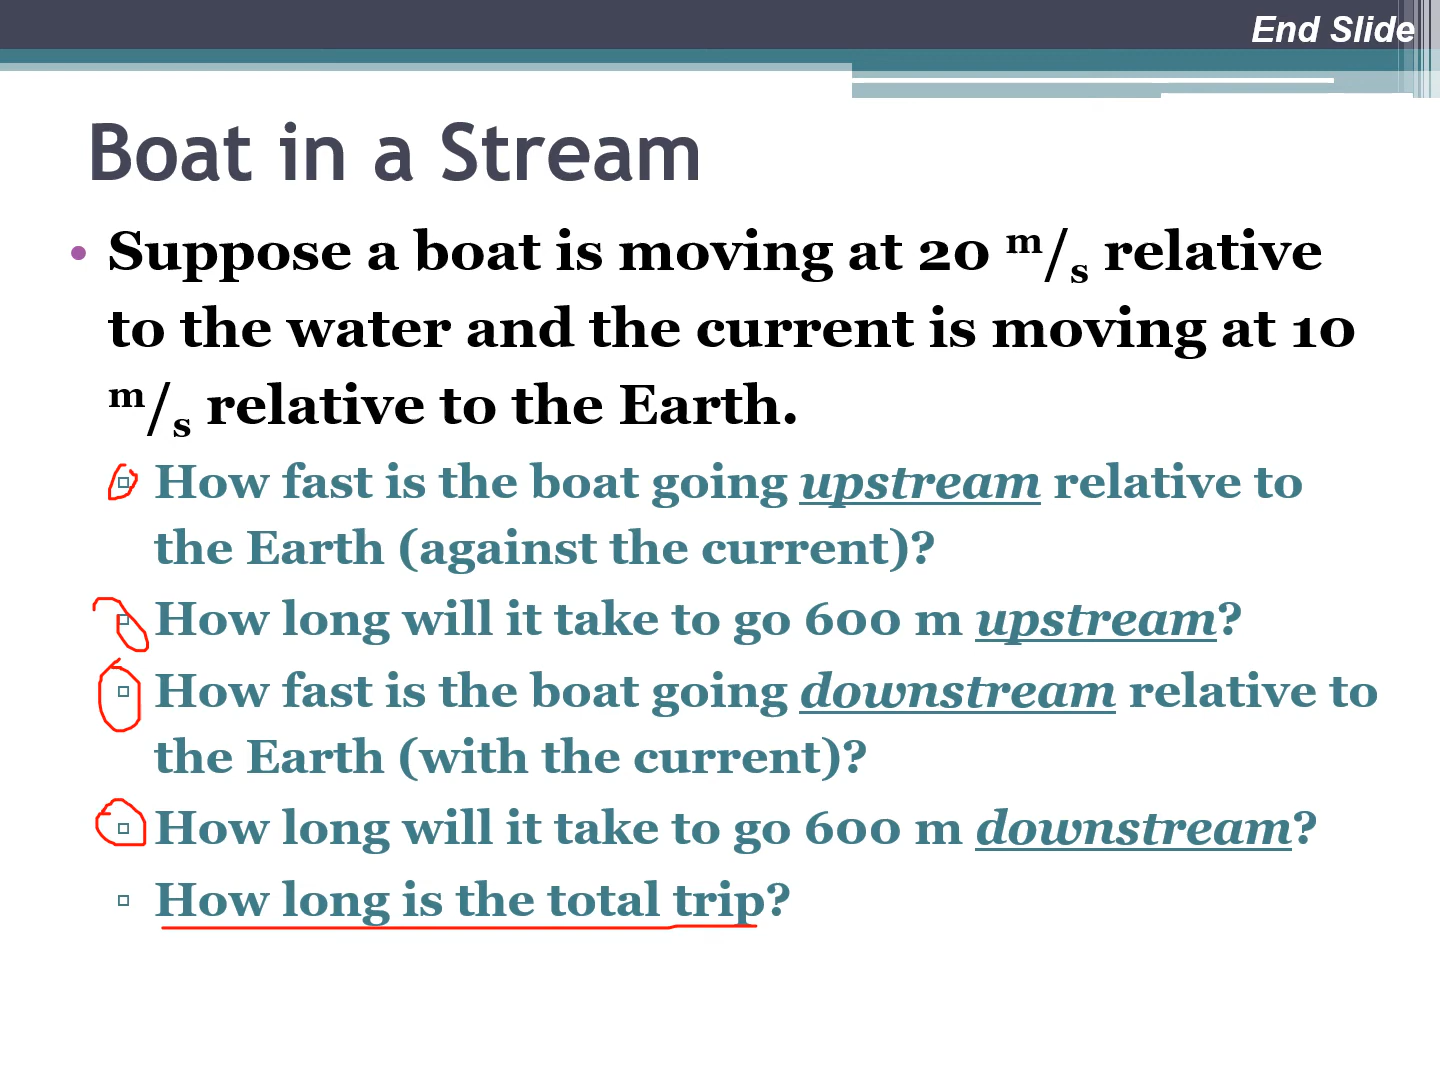 End Slide
Boat in a Stream
• Suppose a boat is moving at 20 m/s relative
to the water and the current is moving at 10
m/s relative to the Earth.
▫ How fast is the boat going upstream relative to
the Earth (against the current)?
▫ How long will it take to go 600 m upstream?
▫ How fast is the boat going downstream relative to
the Earth (with the current)?
▫ How long will it take to go 600 m downstream?
▫ How long is the total trip?